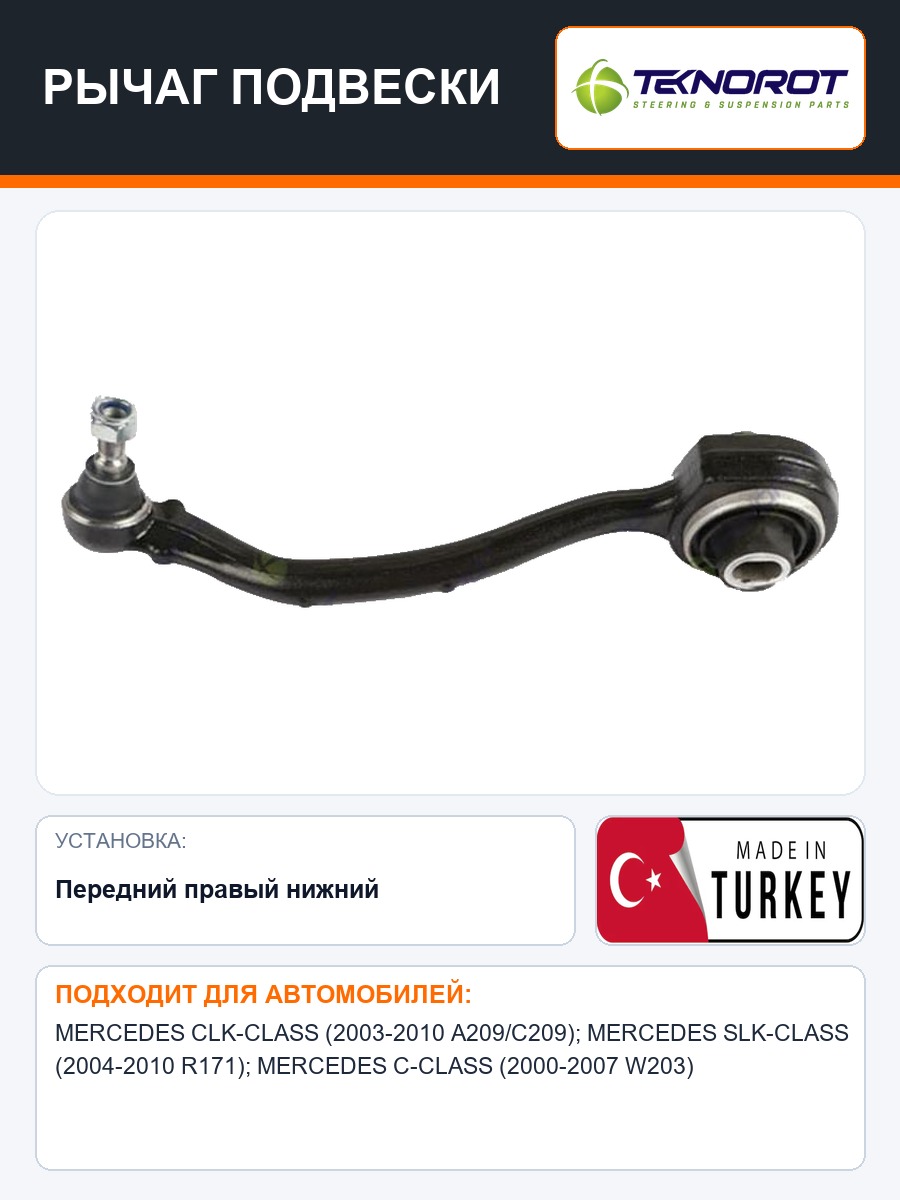 РЫЧАГ ПОДВЕСКИ
TEKNOROT
STEERING & SUSPENSION PARTS
УСТАНОВКА:
Передний правый нижний
MADE IN
TURKEY
ПОДХОДИТ ДЛЯ АВТОМОБИЛЕЙ:
MERCEDES CLK-CLASS (2003-2010 A209/C209); MERCEDES SLK-CLASS
(2004-2010 R171); MERCEDES C-CLASS (2000-2007 W203)